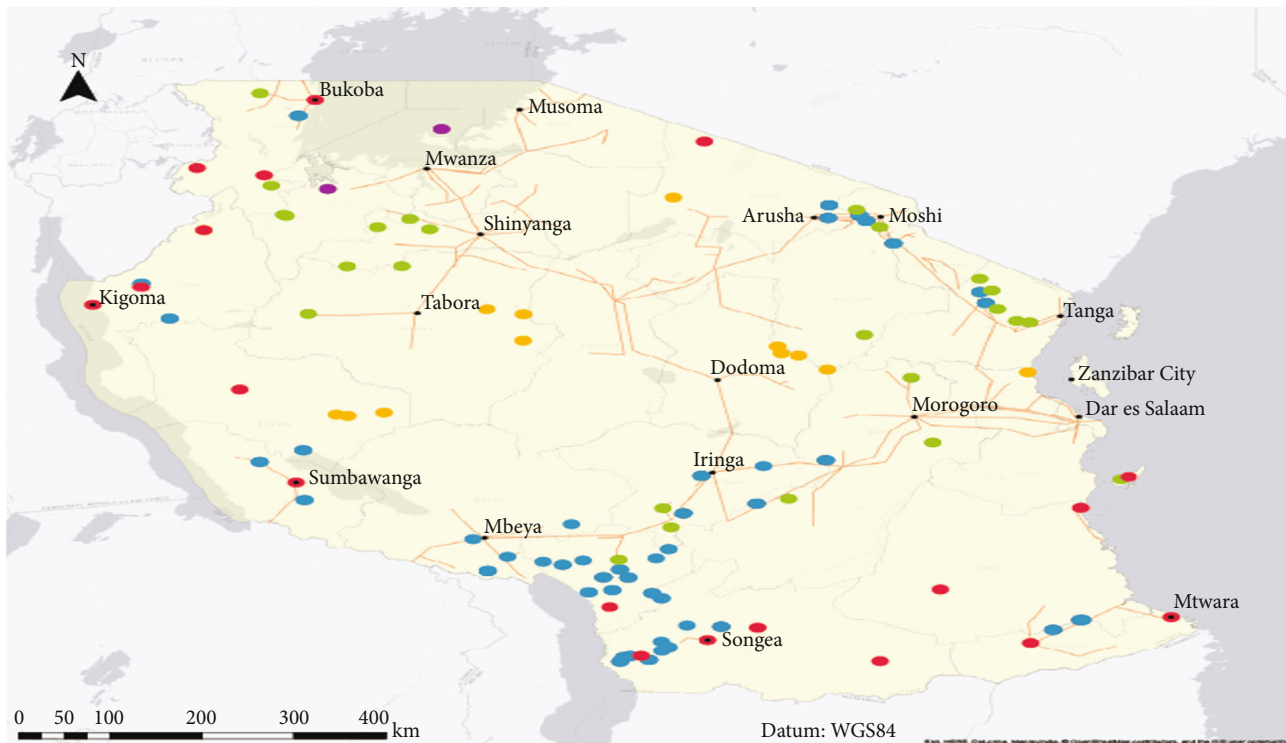 N
Bukoba
Musoma
Mwanza
Arusha
Moshi
Shinyanga
Kigoma
Tabora
Tanga
Dodoma
Zanzibar City
Morogoro
Dar es Salaam
Iringa
Sumbawanga
Mbeya
Mtwara
Songea
0 50 100 200 300 400
km
Datum: WGS84